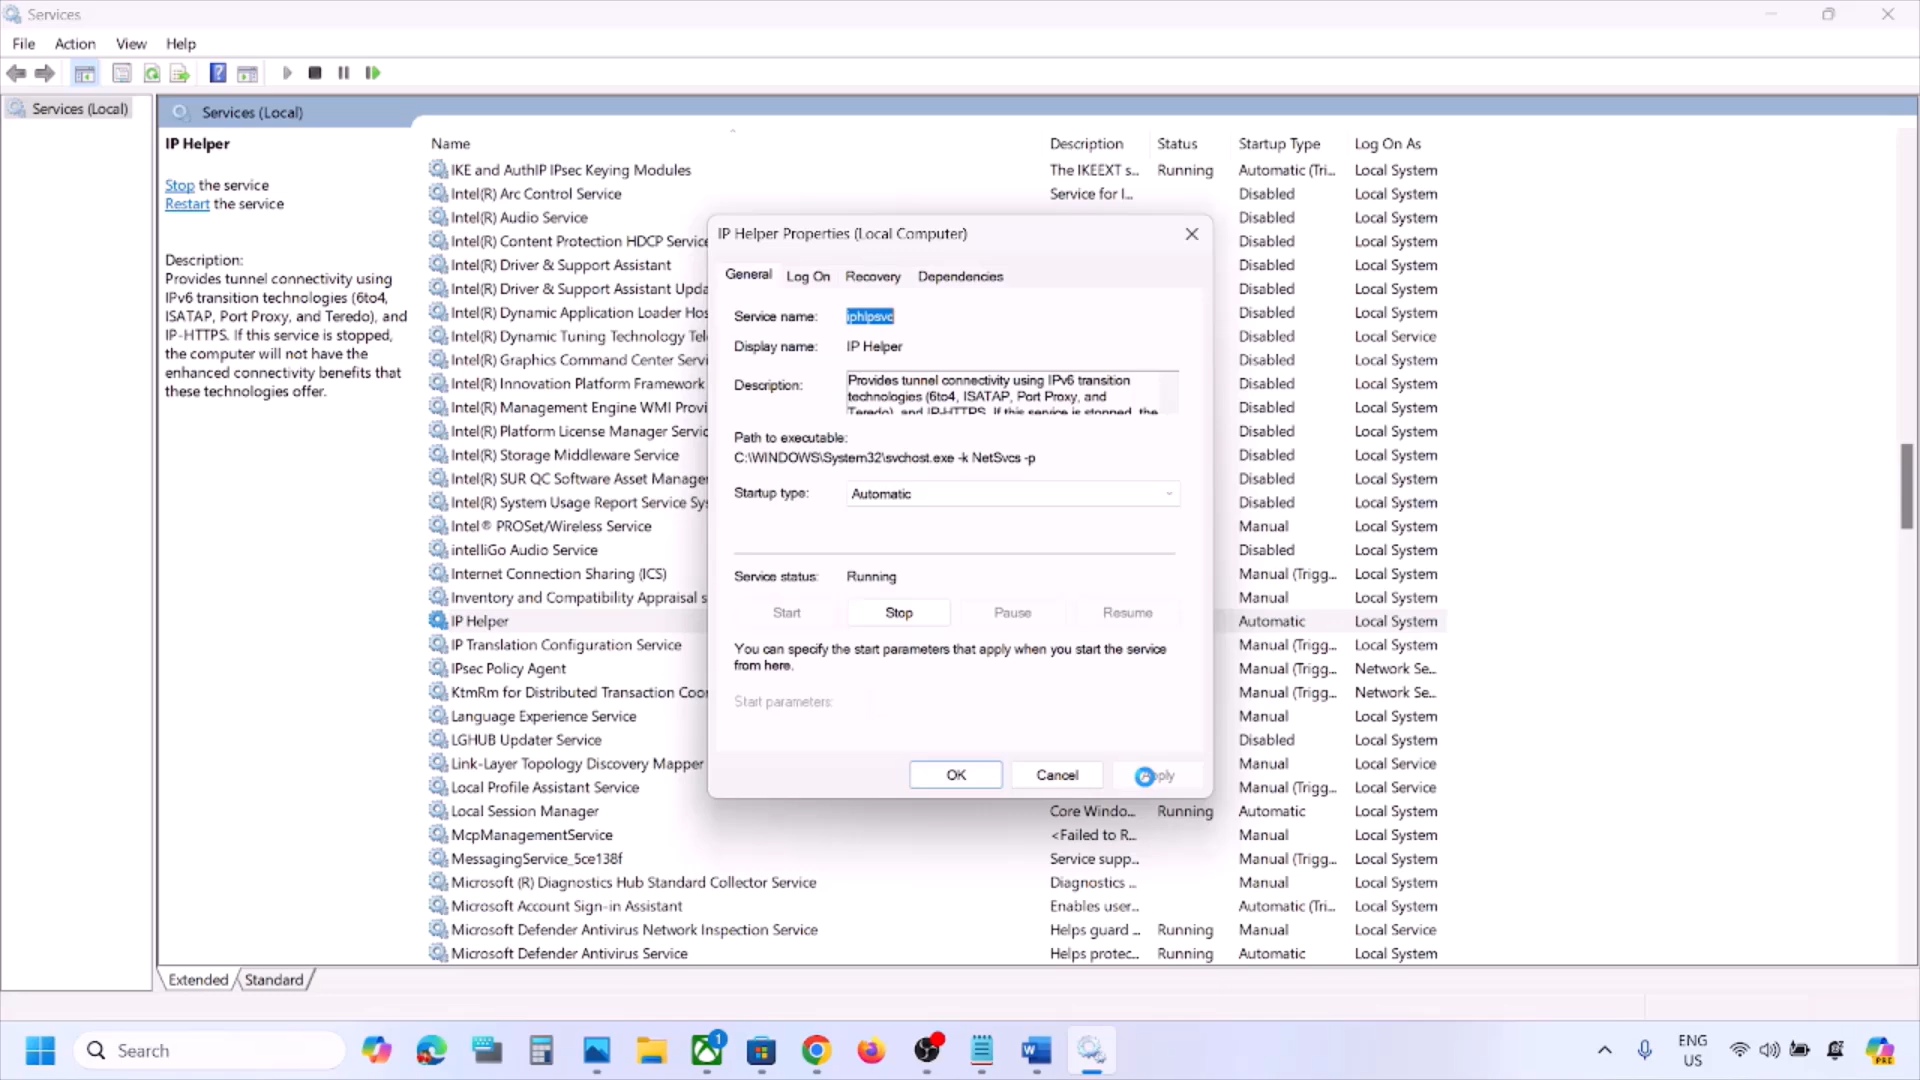 Services
File Action View Help
Services (Local)
Services (Local)
IP Helper
Stop the service
Restart the service
Description:
Provides tunnel connectivity using
IPv6 transition technologies (6to4,
ISATAP, Port Proxy, and Teredo), and
IP-HTTPS. If this service is stopped,
the computer will not have the
enhanced connectivity benefits that
these technologies offer.
Name Description Status Startup Type Log On As
IKE and AuthIP IPsec Keying Modules The IKEEXT s... Running Automatic (Tri... Local System
Intel(R) Arc Control Service Service for I... Disabled Local System
Intel(R) Audio Service Disabled Local System
Intel(R) Content Protection HDCP Service Disabled Local System
Intel(R) Driver & Support Assistant Disabled Local System
Intel(R) Driver & Support Assistant Upda Disabled Local System
Intel(R) Dynamic Application Loader Hos Disabled Local System
Intel(R) Dynamic Tuning Technology Tel Disabled Local Service
Intel(R) Graphics Command Center Servi Disabled Local System
Intel(R) Innovation Platform Framework Disabled Local System
Intel(R) Management Engine WMI Provi Disabled Local System
Intel(R) Platform License Manager Servic Disabled Local System
Intel(R) Storage Middleware Service Disabled Local System
Intel(R) SUR QC Software Asset Manager Disabled Local System
Intel(R) System Usage Report Service Sys Disabled Local System
Intel® PROSet/Wireless Service Manual Local System
intelliGo Audio Service Disabled Local System
Internet Connection Sharing (ICS) Manual (Trigg... Local System
Inventory and Compatibility Appraisal s Manual Local System
IP Helper Automatic Local System
IP Translation Configuration Service Manual (Trigg... Local System
IPsec Policy Agent Manual (Trigg... Network Se...
KtmRm for Distributed Transaction Coor Manual (Trigg... Network Se...
Language Experience Service Manual Local System
LGHUB Updater Service Disabled Local System
Link-Layer Topology Discovery Mapper Manual Local Service
Local Profile Assistant Service Manual (Trigg... Local Service
Local Session Manager Core Windo... Running Automatic Local System
McpManagementService <Failed to R... Manual Local System
MessagingService_5ce138f Service supp... Manual (Trigg... Local System
Microsoft (R) Diagnostics Hub Standard Collector Service Diagnostics ... Manual Local System
Microsoft Account Sign-in Assistant Enables user... Automatic (Tri... Local System
Microsoft Defender Antivirus Network Inspection Service Helps guard ... Running Manual Local Service
Microsoft Defender Antivirus Service Helps protec... Running Automatic Local System
IP Helper Properties (Local Computer)
General Log On Recovery Dependencies
Service name: iphlpsvc
Display name: IP Helper
Description: Provides tunnel connectivity using IPv6 transition
technologies (6to4, ISATAP, Port Proxy, and
Teredo), and IP-HTTPS. If this service is stopped, the
Path to executable:
C:\WINDOWS\System32\svchost.exe -k NetSvcs -p
Startup type: Automatic
Service status: Running
Start Stop Pause Resume
You can specify the start parameters that apply when you start the service
from here.
Start parameters:
OK Cancel Apply
Extended Standard
Search
1
ENG
US
PRE